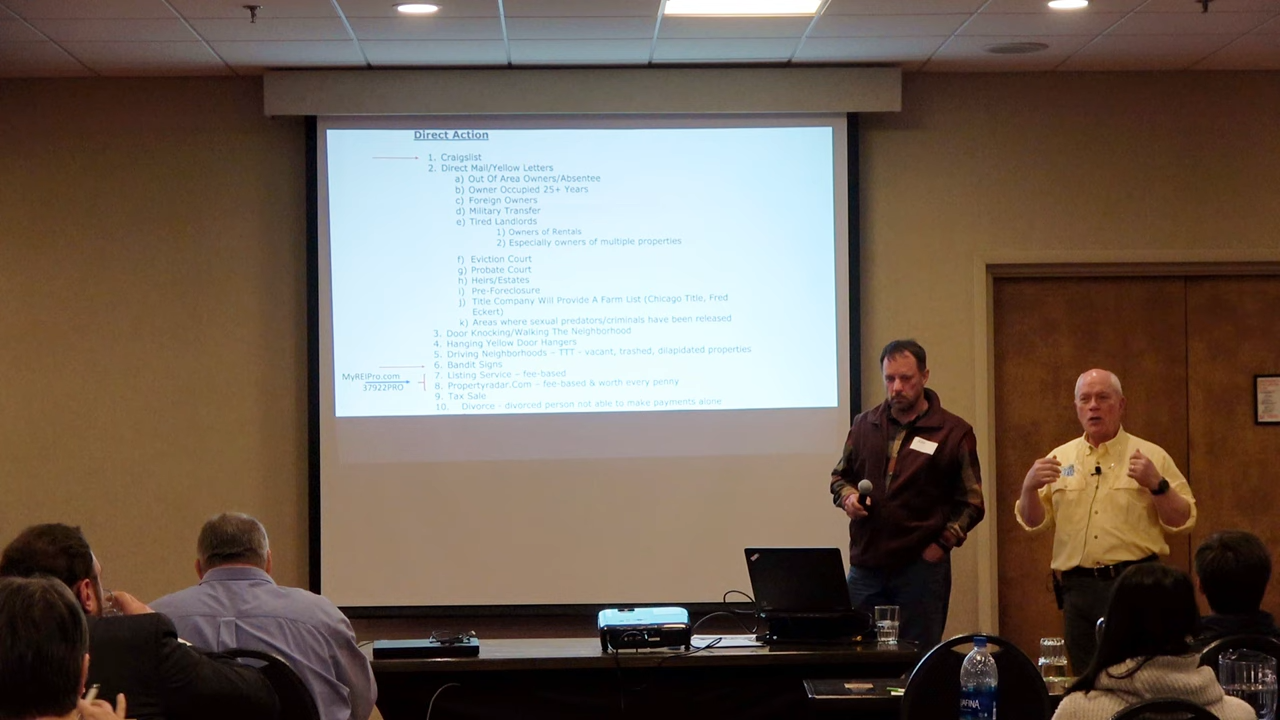 Direct Action
1. Craigslist
2. Direct Mail/Yellow Letters
a) Out Of Area Owners/Absentee
b) Owner Occupied 25+ Years
c) Foreign Owners
d) Military Transfer
e) Tired Landlords
1) Owners of Rentals
2) Especially owners of multiple properties
f) Eviction Court
g) Probate Court
h) Heirs/Estates
i) Pre-Foreclosure
j) Title Company Will Provide A Farm List (Chicago Title, Fred
Eckert)
k) Areas where sexual predators/criminals have been released
3. Door Knocking/Walking The Neighborhood
4. Hanging Yellow Door Hangers
5. Driving Neighborhoods – TTT - vacant, trashed, dilapidated properties
6. Bandit Signs
7. Listing Service – fee-based
8. Propertyradar.Com – fee-based & worth every penny
9. Tax Sale
10. Divorce - divorced person not able to make payments alone
MyREIPro.com
37922PRO
AFINA